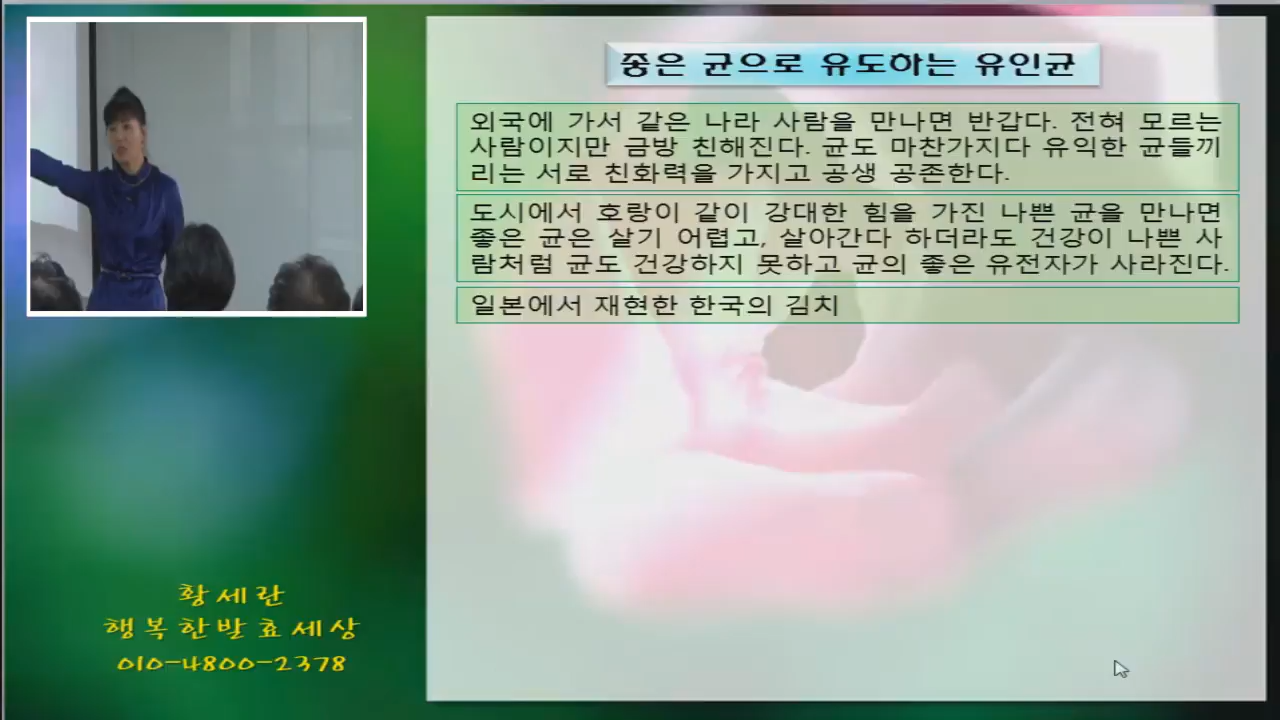 좋은 균으로 유도하는 유인균
외국에 가서 같은 나라 사람을 만나면 반갑다. 전혀 모르는
사람이지만 금방 친해진다. 균도 마찬가지다 유익한 균들끼
리는 서로 친화력을 가지고 공생 공존한다.
도시에서 호랑이 같이 강대한 힘을 가진 나쁜 균을 만나면
좋은 균은 살기 어렵고, 살아간다 하더라도 건강이 나쁜 사
람처럼 균도 건강하지 못하고 균의 좋은 유전자가 사라진다.
일본에서 재현한 한국의 김치
황세란
행복한발효세상
010-4800-2378